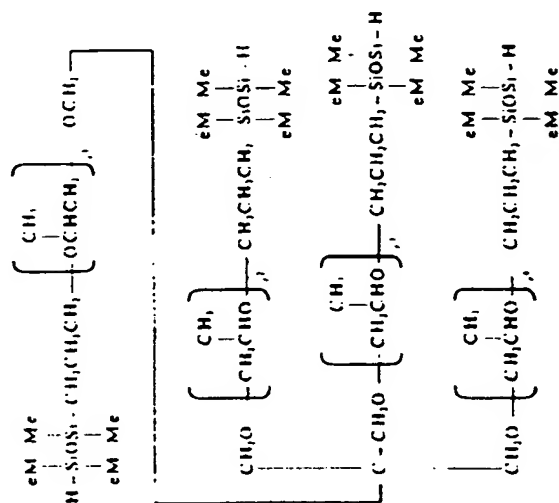 CH₃
H-SiOSi-CH₂CH₂CH₂ OCHCH₂ OCH₂
Me Me
Me Me
CH₃
CH₂O CH₂CHO CH₂CH₂CH₂ SiOSi-H
Me Me
Me Me
CH₃
C-CH₂O CH₂CHO CH₂CH₂CH₂-SiOSi-H
Me Me
Me Me
CH₃
CH₂O CH₂CHO CH₂CH₂CH₂-SiOSi-H
Me Me
Me Me